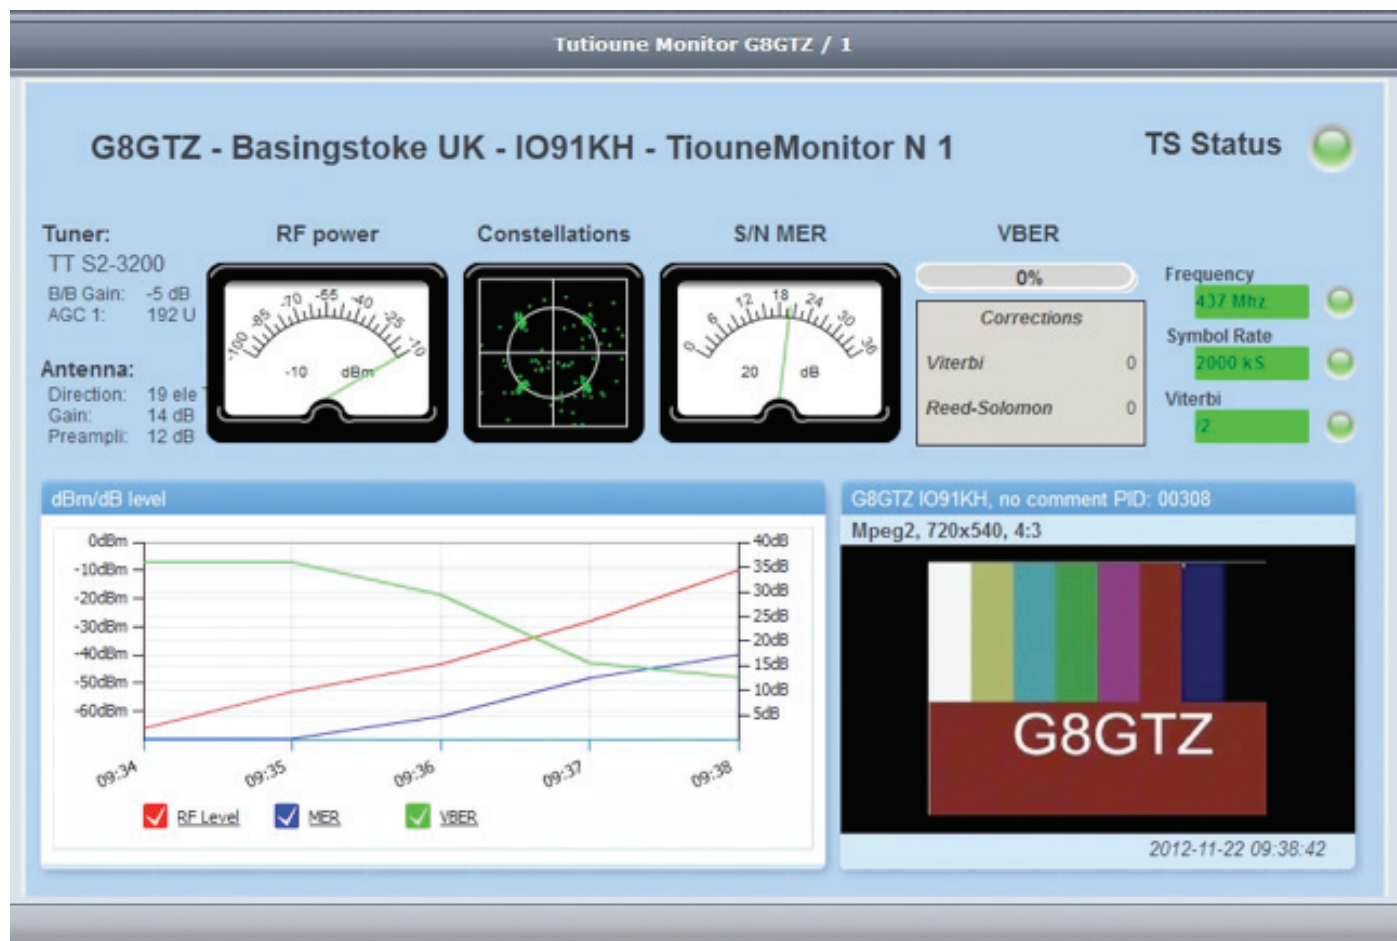 Tutioune Monitor G8GTZ / 1
G8GTZ - Basingstoke UK - IO91KH - TiouneMonitor N 1
TS Status
Tuner:
TT S2-3200
B/B Gain: -5 dB
AGC 1: 192 U
Antenna:
Direction: 19 ele
Gain: 14 dB
Preampli: 12 dB
RF power
-100 -85 -70 -55 -40 -25 -10
-10 dBm
Constellations
S/N MER
0 6 12 18 24 30 36
20 dB
VBER
0%
Corrections
Viterbi 0
Reed-Solomon 0
Frequency
437 Mhz
Symbol Rate
2000 kS
Viterbi
/2
dBm/dB level
0dBm 40dB
-10dBm 35dB
-20dBm 30dB
-30dBm 25dB
-40dBm 20dB
-50dBm 15dB
-60dBm 10dB
5dB
09:34 09:35 09:36 09:37 09:38
RF Level MER VBER
G8GTZ IO91KH, no comment PID: 00308
Mpeg2, 720x540, 4:3
G8GTZ
2012-11-22 09:38:42